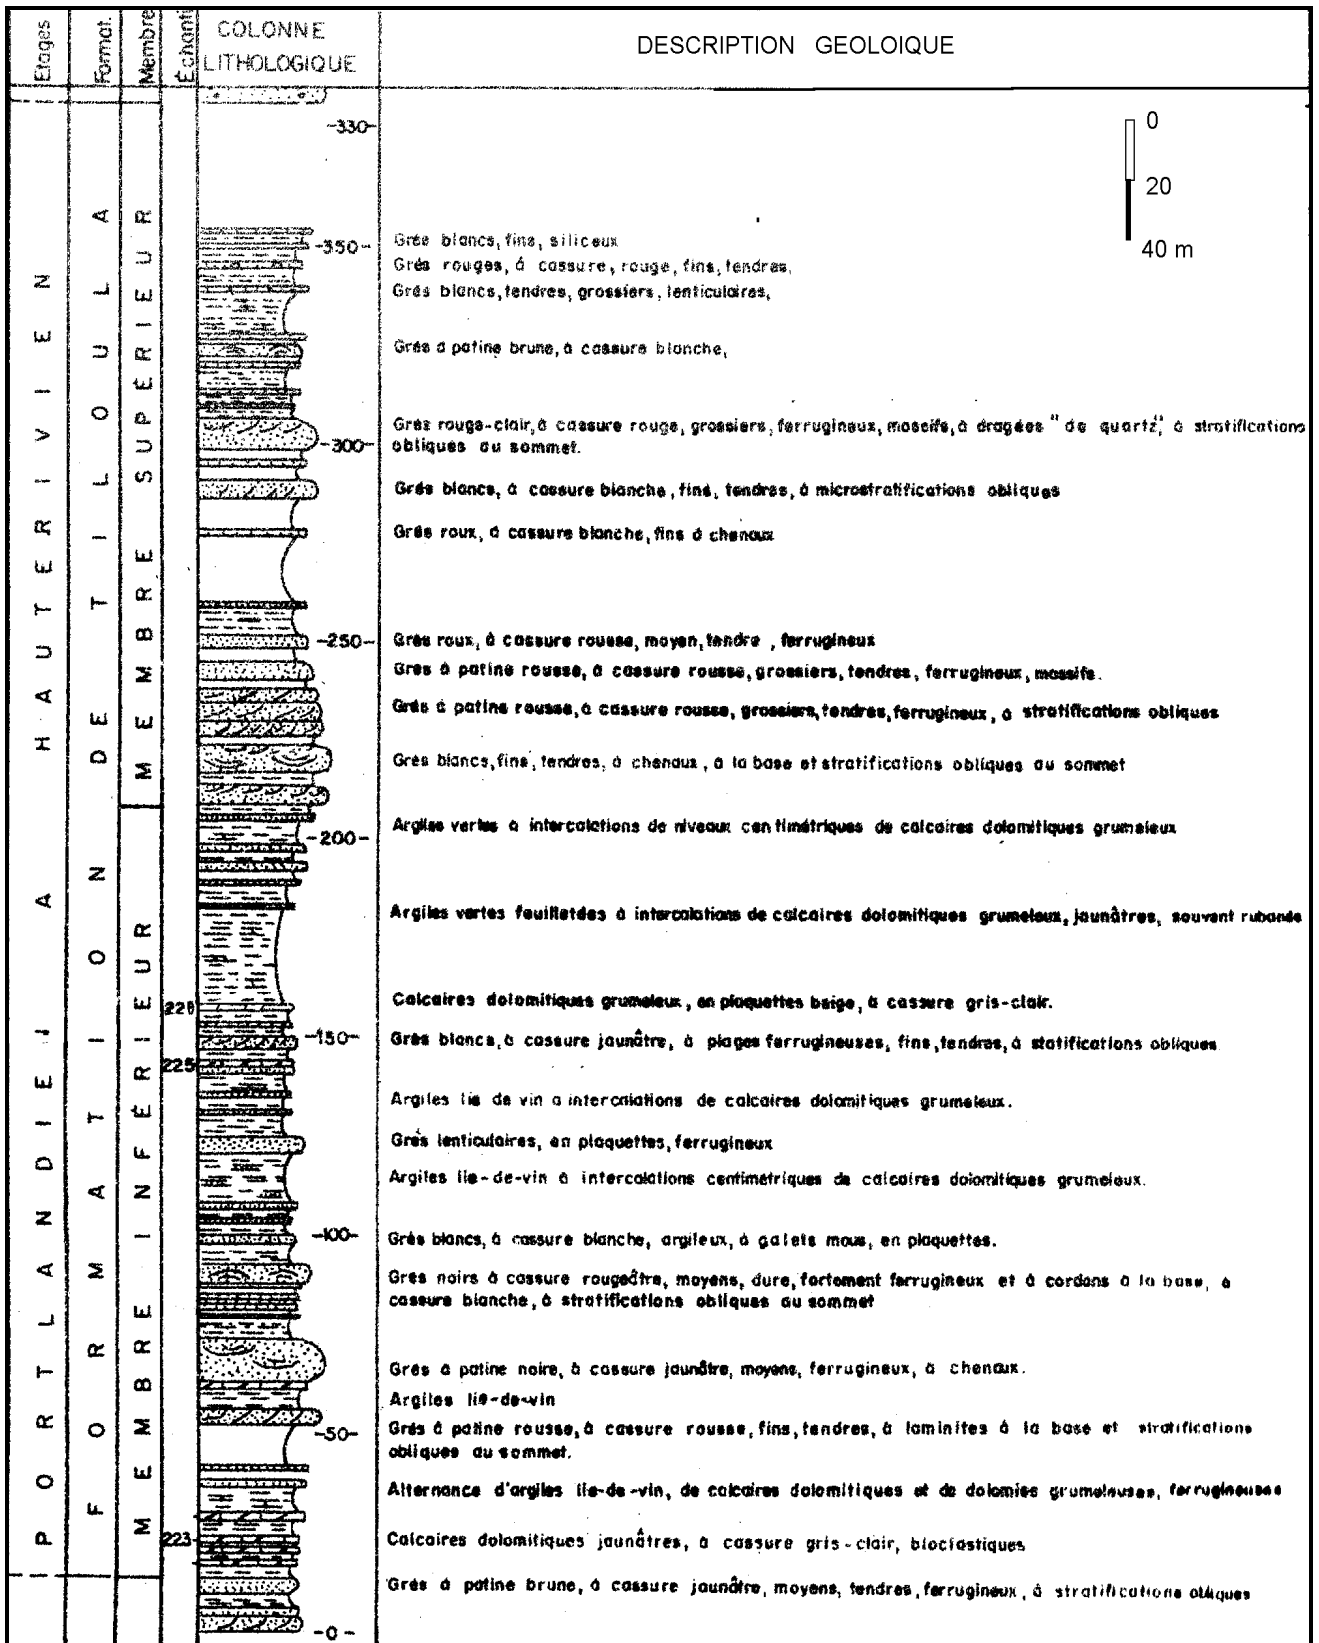 Etages
Format.
Membre
Échanti
COLONNE
LITHOLOGIQUE
DESCRIPTION GEOLOIQUE
PORTLANDIEN A HAUTERIVIEN
FORMATION DE TILOULA
MEMBRE SUPÉRIEUR
MEMBRE INFÉRIEUR
0
20
40 m
-330-
-350-
Grès blancs, fins, siliceux
Grès rouges, à cassure, rouge, fins, tendres,
Grès blancs, tendres, grossiers, lenticulaires,
Grès à patine brune, à cassure blanche,
Grès rouge-clair, à cassure rouge, grossiers, ferrugineux, massifs, à dragées "de quartz", à stratifications
obliques au sommet.
-300-
Grès blancs, à cassure blanche, fins, tendres, à microstratifications obliques
Grès roux, à cassure blanche, fins à chenaux
-250-
Grès roux, à cassure rousse, moyen, tendre, ferrugineux
Grès à patine rousse, à cassure rousse, grossiers, tendres, ferrugineux, massifs.
Grès à patine rousse, à cassure rousse, grossiers, tendres, ferrugineux, à stratifications obliques
Grès blancs, fins, tendres, à chenaux, à la base et stratifications obliques au sommet
-200-
Argiles vertes à intercalations de niveaux centimétriques de calcaires dolomitiques grumeleux
Argiles vertes feuilletées à intercalations de calcaires dolomitiques grumeleux, jaunâtres, souvent rubanés
228
Calcaires dolomitiques grumeleux, en plaquettes beige, à cassure gris-clair.
-150-
Grès blancs, à cassure jaunâtre, à plages ferrugineuses, fins, tendres, à statifications obliques
225
Argiles lie de vin a intercalations de calcaires dolomitiques grumeleux.
Grès lenticulaires, en plaquettes, ferrugineux
Argiles lie-de-vin à intercalations centimetriques de calcaires dolomitiques grumeleux.
-100-
Grès blancs, à cassure blanche, argileux, à galets mous, en plaquettes.
Grès noirs à cassure rougeâtre, moyens, durs, fortement ferrugineux et à cordons à la base, à
cassure blanche, à stratifications obliques au sommet
Grès à patine noire, à cassure jaunâtre, moyens, ferrugineux, à chenaux.
Argiles lie-de-vin
-50-
Grès à patine rousse, à cassure rousse, fins, tendres, à laminites à la base et stratifications
obliques au sommet.
Alternance d'argiles lie-de-vin, de calcaires dolomitiques et de dolomies grumeleuses, ferrugineuses
223
Calcaires dolomitiques jaunâtres, à cassure gris-clair, bioclastiques
Grès à patine brune, à cassure jaunâtre, moyens, tendres, ferrugineux, à stratifications obliques
-0-